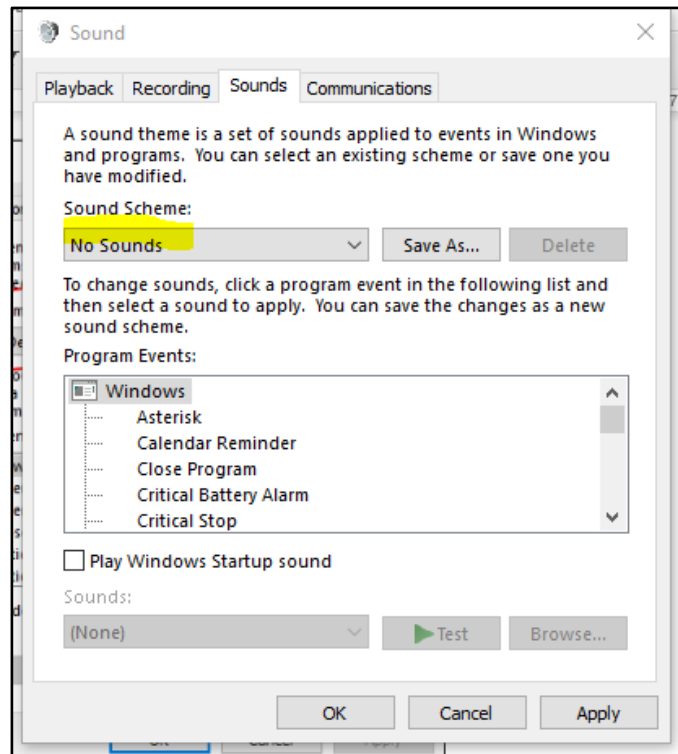 Sound
Playback Recording Sounds Communications
A sound theme is a set of sounds applied to events in Windows
and programs. You can select an existing scheme or save one you
have modified.
Sound Scheme:
No Sounds Save As... Delete
To change sounds, click a program event in the following list and
then select a sound to apply. You can save the changes as a new
sound scheme.
Program Events:
Windows
Asterisk
Calendar Reminder
Close Program
Critical Battery Alarm
Critical Stop
Play Windows Startup sound
Sounds:
(None) Test Browse...
OK Cancel Apply